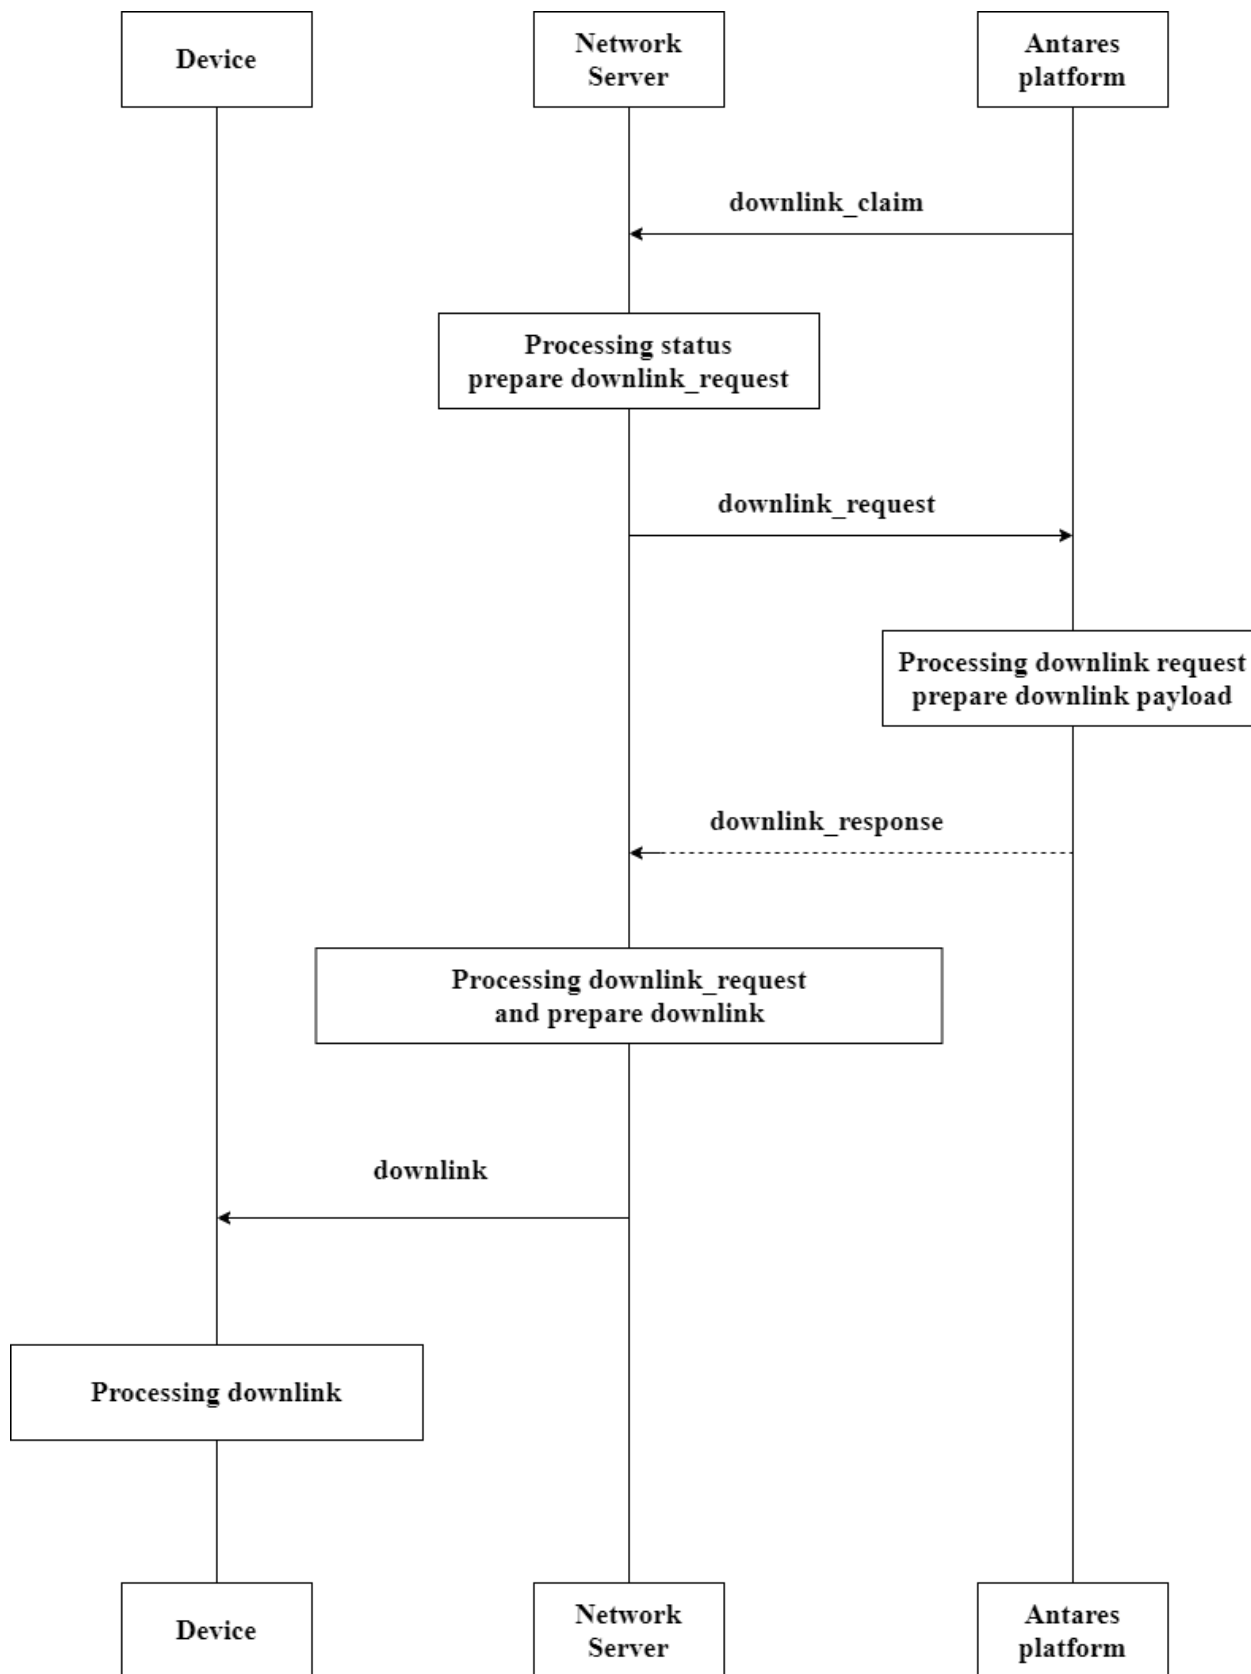 Device
Network
Server
Antares
platform
downlink_claim
Processing status
prepare downlink_request
downlink_request
Processing downlink request
prepare downlink payload
downlink_response
Processing downlink_request
and prepare downlink
downlink
Processing downlink
Device
Network
Server
Antares
platform